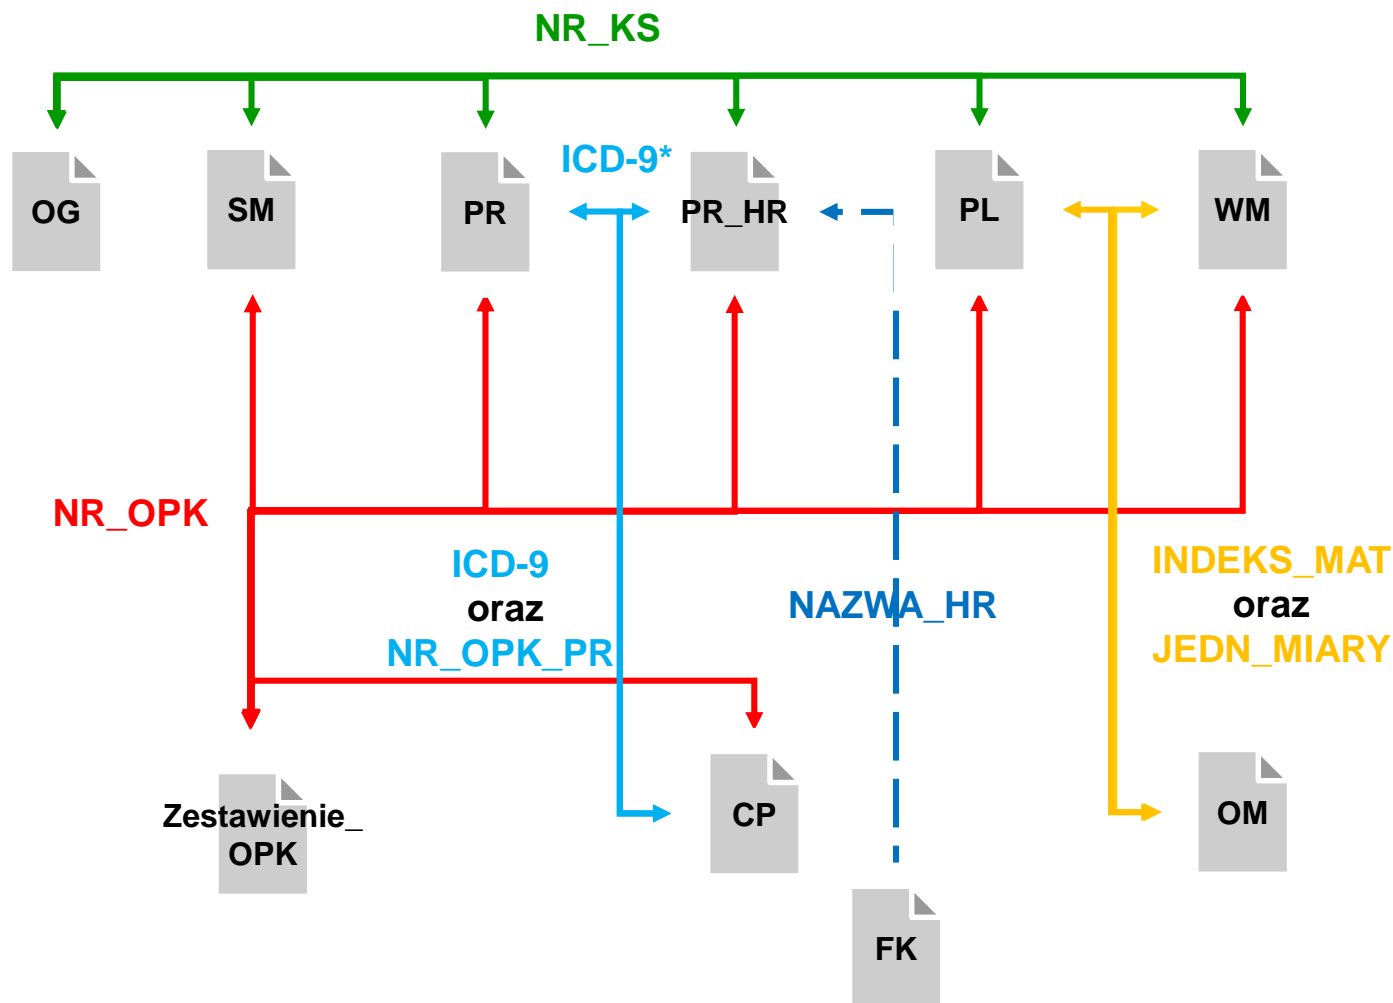 NR_KS
ICD-9*
OG
SM
PR
PR_HR
PL
WM
NR_OPK
ICD-9
oraz
NR_OPK_PR
NAZWA_HR
INDEKS_MAT
oraz
JEDN_MIARY
Zestawienie_
OPK
CP
OM
FK